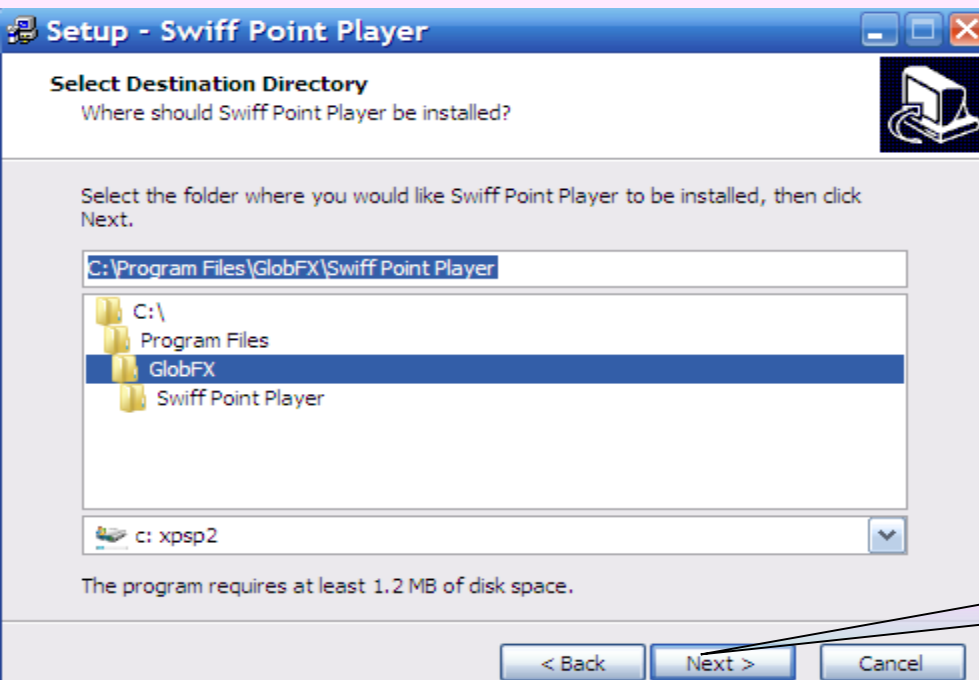 Setup - Swiff Point Player
Select Destination Directory
Where should Swiff Point Player be installed?
Select the folder where you would like Swiff Point Player to be installed, then click
Next.
C:\Program Files\GlobFX\Swiff Point Player
C:\
Program Files
GlobFX
Swiff Point Player
c: xpsp2
The program requires at least 1.2 MB of disk space.
< Back
Next >
Cancel